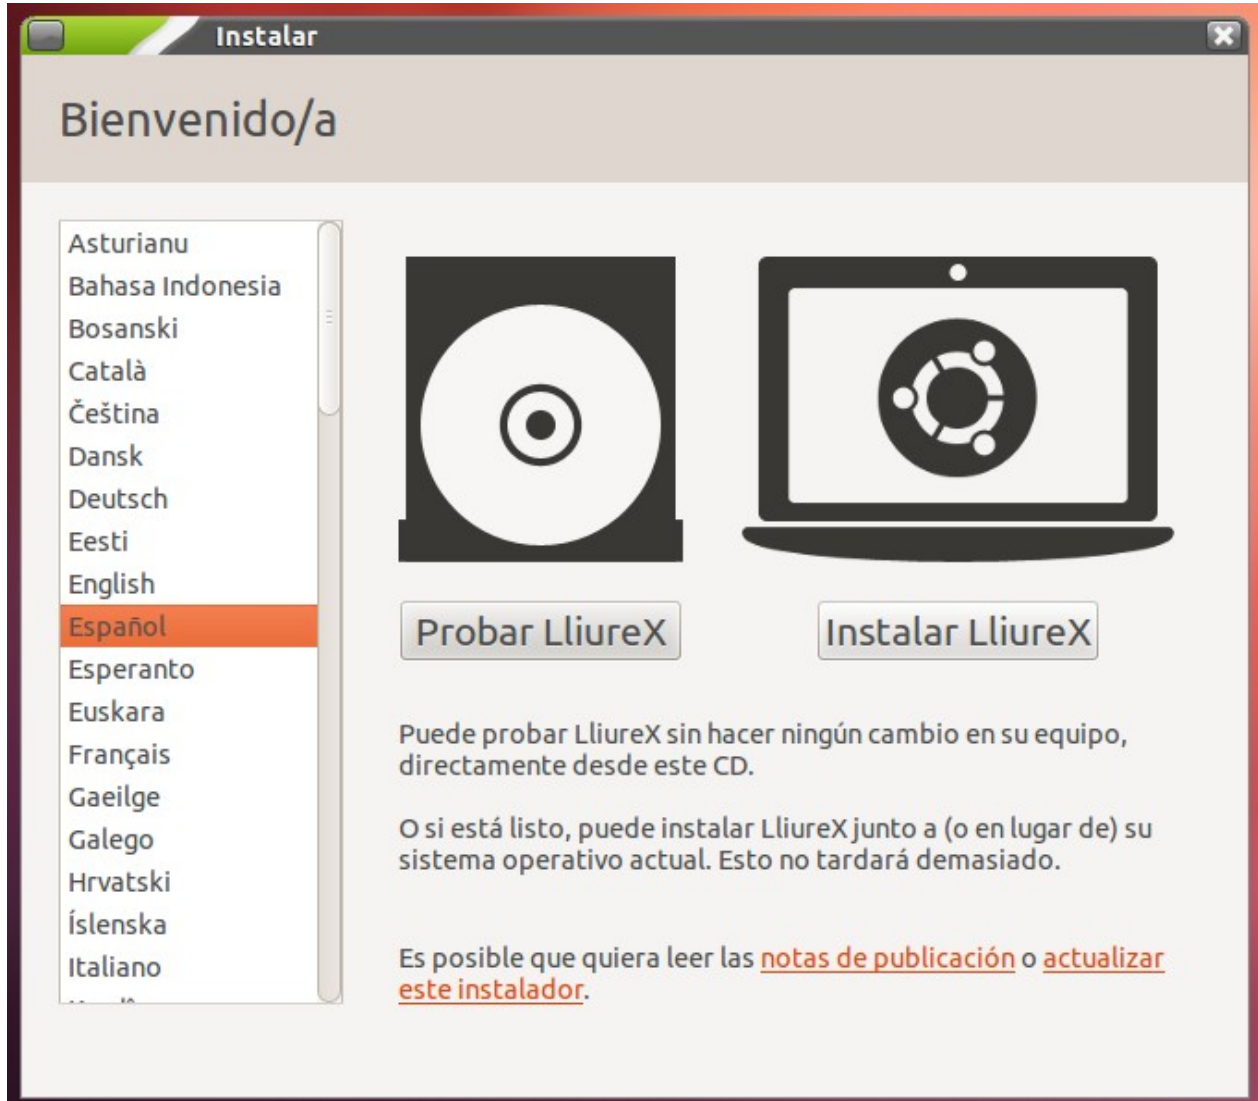 Instalar
Bienvenido/a
Asturianu
Bahasa Indonesia
Bosanski
Català
Čeština
Dansk
Deutsch
Eesti
English
Español
Esperanto
Euskara
Français
Gaeilge
Galego
Hrvatski
Íslenska
Italiano
Probar LliureX
Instalar LliureX
Puede probar LliureX sin hacer ningún cambio en su equipo,
directamente desde este CD.
O si está listo, puede instalar LliureX junto a (o en lugar de) su
sistema operativo actual. Esto no tardará demasiado.
Es posible que quiera leer las notas de publicación o actualizar
este instalador.